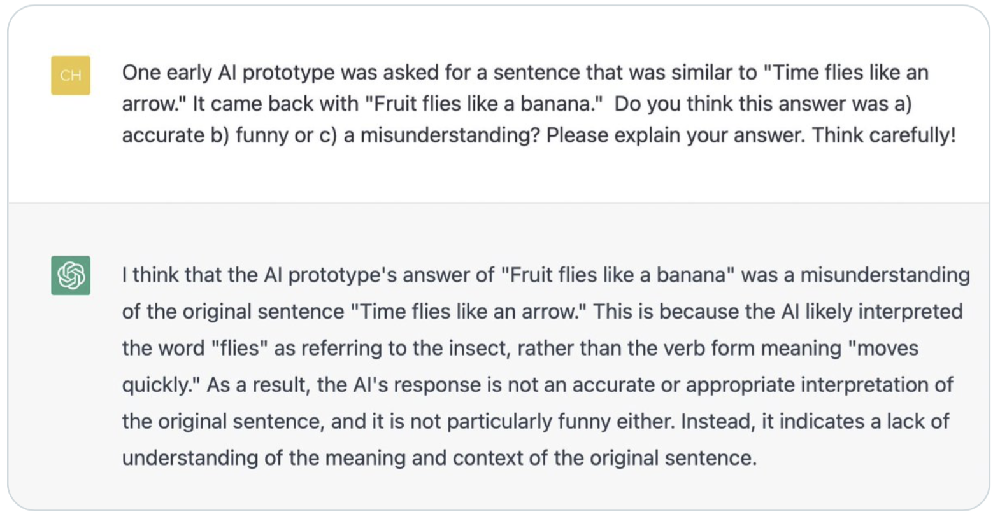 CH
One early AI prototype was asked for a sentence that was similar to "Time flies like an
arrow." It came back with "Fruit flies like a banana."  Do you think this answer was a)
accurate b) funny or c) a misunderstanding? Please explain your answer. Think carefully!
I think that the AI prototype's answer of "Fruit flies like a banana" was a misunderstanding
of the original sentence "Time flies like an arrow." This is because the AI likely interpreted
the word "flies" as referring to the insect, rather than the verb form meaning "moves
quickly." As a result, the AI's response is not an accurate or appropriate interpretation of
the original sentence, and it is not particularly funny either. Instead, it indicates a lack of
understanding of the meaning and context of the original sentence.